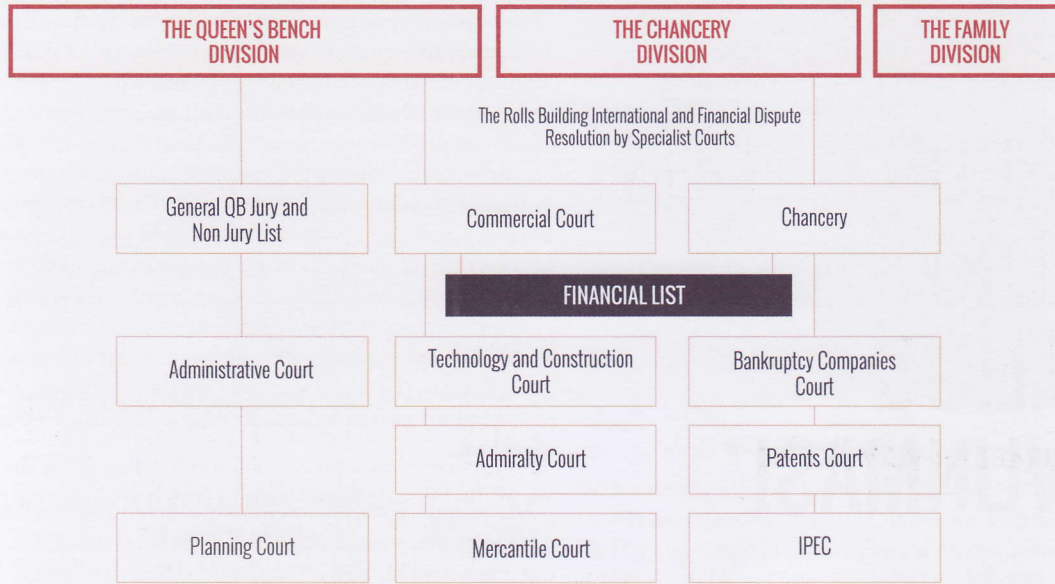 THE QUEEN'S BENCH
DIVISION
THE CHANCERY
DIVISION
THE FAMILY
DIVISION
The Rolls Building International and Financial Dispute
Resolution by Specialist Courts
General QB Jury and
Non Jury List
Commercial Court
Chancery
FINANCIAL LIST
Administrative Court
Technology and Construction
Court
Bankruptcy Companies
Court
Admiralty Court
Patents Court
Planning Court
Mercantile Court
IPEC